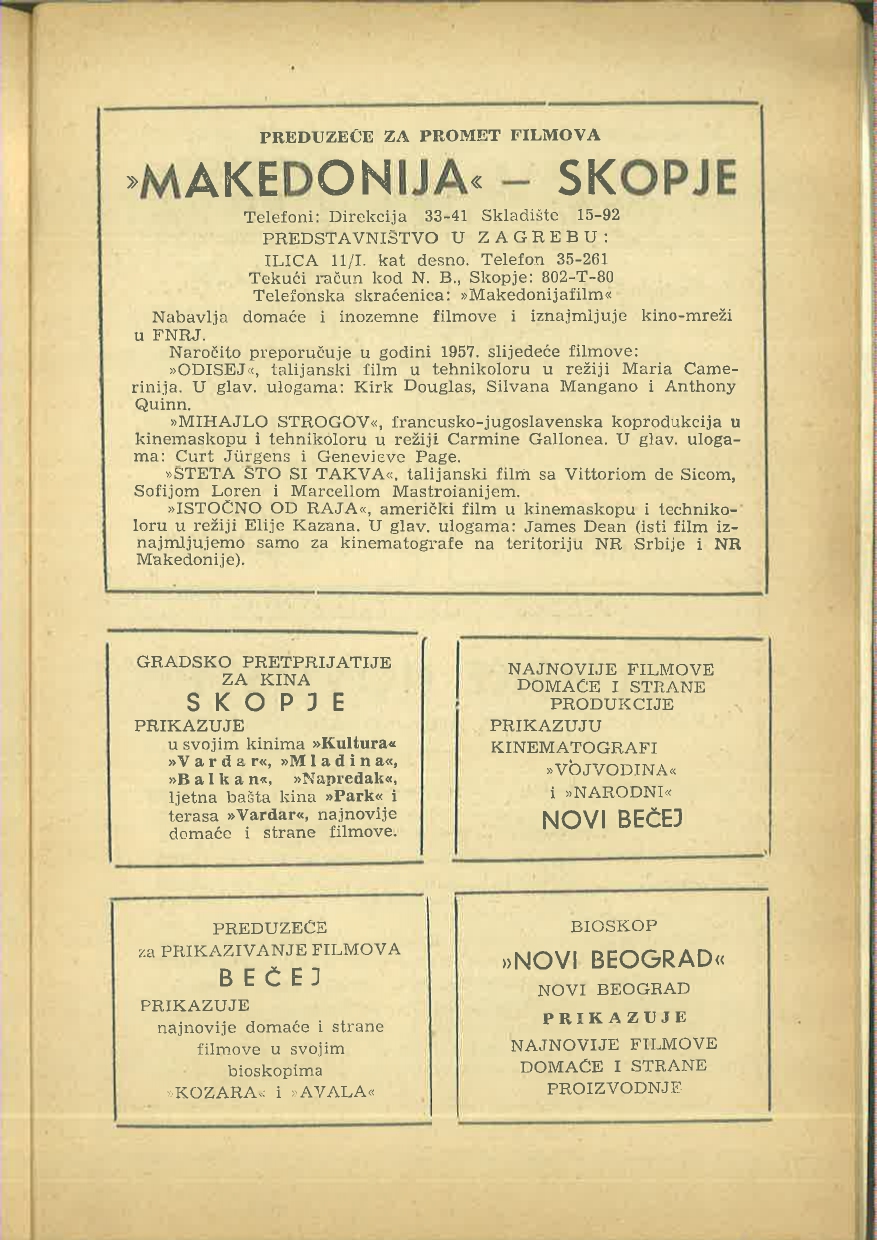 PREDUZEĆE ZA PROMET FILMOVA
»MAKEDONIJA« — SKOPJE
Telefoni: Direkcija 33-41 Skladište 15-92
PREDSTAVNIŠTVO U ZAGREBU:
ILICA 11/I. kat desno. Telefon 35-261
Tekući račun kod N. B., Skopje: 802-T-80
Telefonska skraćenica: »Makedonijafilm«
Nabavlja domaće i inozemne filmove i iznajmljuje kino-mreži
u FNRJ.
Naročito preporučuje u godini 1957. slijedeće filmove:
»ODISEJ«, talijanski film u tehnikoloru u režiji Maria Came-
rinija. U glav. ulogama: Kirk Douglas, Silvana Mangano i Anthony
Quinn.
»MIHAJLO STROGOV«, francusko-jugoslavenska koprodukcija u
kinemaskopu i tehnikoloru u režiji Carmine Gallonea. U glav. uloga-
ma: Curt Jürgens i Genevieve Page.
»ŠTETA ŠTO SI TAKVA«, talijanski film sa Vittoriom de Sicom,
Sofijom Loren i Marcellom Mastroianijem.
»ISTOČNO OD RAJA«, američki film u kinemaskopu i techniko-
loru u režiji Elije Kazana. U glav. ulogama: James Dean (isti film iz-
najmljujemo samo za kinematografe na teritoriju NR Srbije i NR
Makedonije).
GRADSKO PRETPRIJATIJE
ZA KINA
SKOPJE
PRIKAZUJE
u svojim kinima »Kultura«
»Vardar«, »Mladina«,
»Balkan«, »Napredak«,
ljetna bašta kina »Park« i
terasa »Vardar«, najnovije
domaće i strane filmove.
NAJNOVIJE FILMOVE
DOMAĆE I STRANE
PRODUKCIJE
PRIKAZUJU
KINEMATOGRAFI
»VOJVODINA«
i »NARODNI«
NOVI BEČEJ
PREDUZEĆE
za PRIKAZIVANJE FILMOVA
BEČEJ
PRIKAZUJE
najnovije domaće i strane
filmove u svojim
bioskopima
»KOZARA« i »AVALA«
BIOSKOP
»NOVI BEOGRAD«
NOVI BEOGRAD
PRIKAZUJE
NAJNOVIJE FILMOVE
DOMAĆE I STRANE
PROIZVODNJE